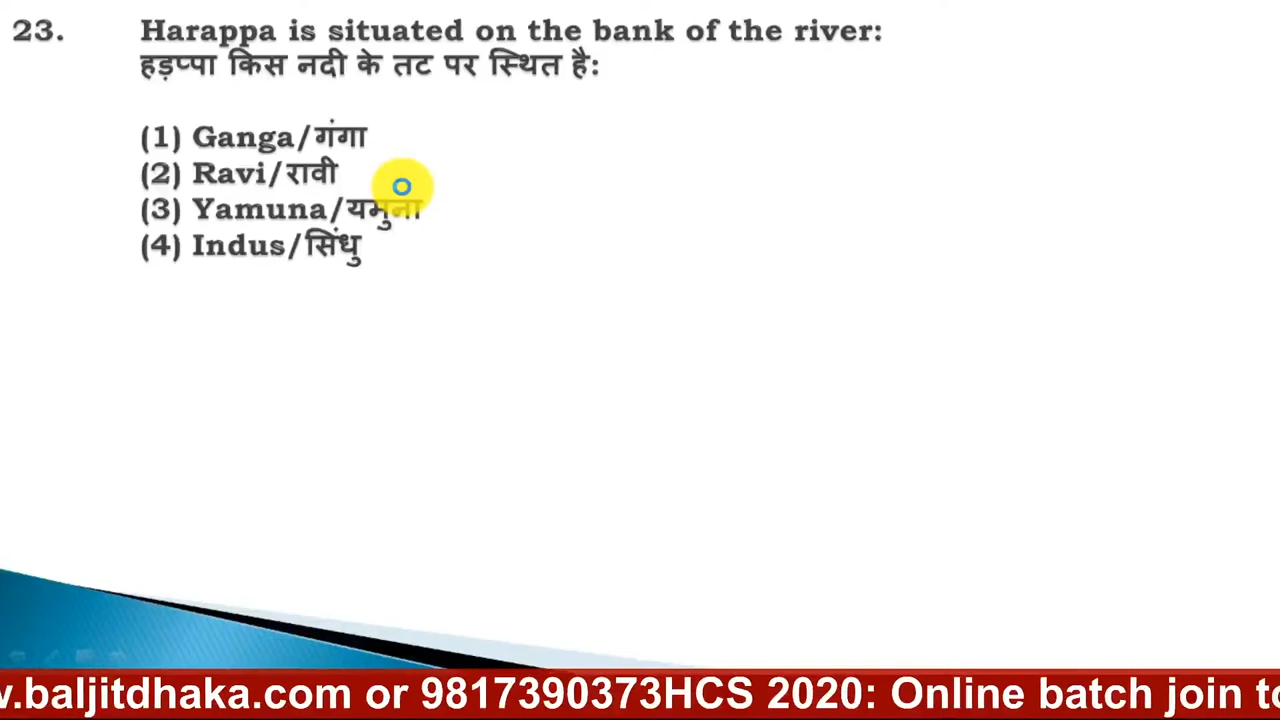 23. Harappa is situated on the bank of the river:
हड़प्पा किस नदी के तट पर स्थित है:
(1) Ganga/गंगा
(2) Ravi/रावी
(3) Yamuna/यमुना
(4) Indus/सिंधु
w.baljitdhaka.com or 9817390373HCS 2020: Online batch join to